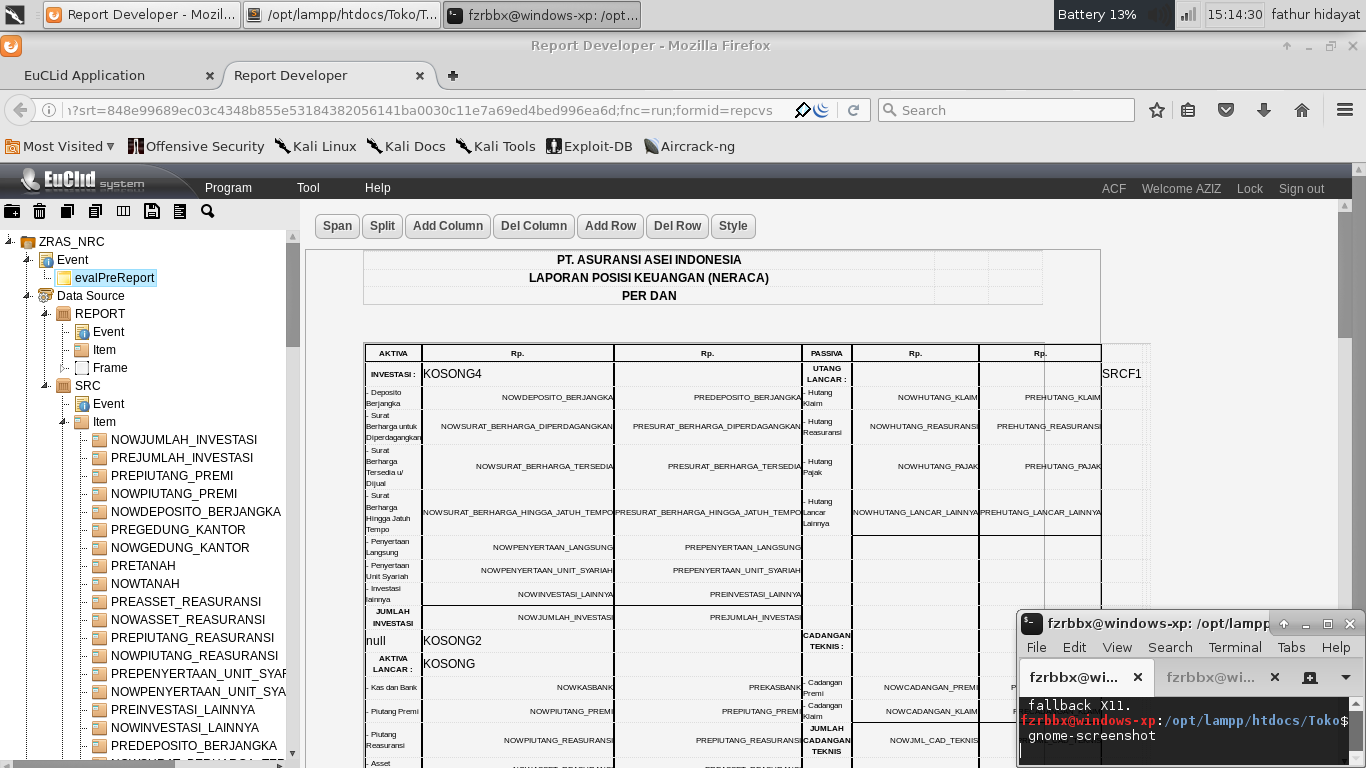 Report Developer - Mozil...
/opt/lampp/htdocs/Toko/T...
fzrbbx@windows-xp: /opt...
Battery 13%
15:14:30
fathur hidayat
Report Developer - Mozilla Firefox
EuCLid Application
Report Developer
?srt=848e99689ec03c4348b855e53184382056141ba0030c11e7a69ed4bed996ea6d;fnc=run;formid=repcvs
Search
Most Visited
Offensive Security
Kali Linux
Kali Docs
Kali Tools
Exploit-DB
Aircrack-ng
EuClid system
Program
Tool
Help
ACF
Welcome AZIZ
Lock
Sign out
Span
Split
Add Column
Del Column
Add Row
Del Row
Style
ZRAS_NRC
Event
evalPreReport
Data Source
REPORT
Event
Item
Frame
SRC
Event
Item
NOWJUMLAH_INVESTASI
PREJUMLAH_INVESTASI
PREPIUTANG_PREMI
NOWPIUTANG_PREMI
NOWDEPOSITO_BERJANGKA
PREGEDUNG_KANTOR
NOWGEDUNG_KANTOR
PRETANAH
NOWTANAH
PREASSET_REASURANSI
NOWASSET_REASURANSI
PREPIUTANG_REASURANSI
NOWPIUTANG_REASURANSI
PREPENYERTAAN_UNIT_SYAR
NOWPENYERTAAN_UNIT_SYA
PREINVESTASI_LAINNYA
NOWINVESTASI_LAINNYA
PREDEPOSITO_BERJANGKA
PT. ASURANSI ASEI INDONESIA
LAPORAN POSISI KEUANGAN (NERACA)
PER DAN
AKTIVA Rp. Rp. PASSIVA Rp. Rp.
INVESTASI : KOSONG4 UTANG LANCAR : SRCF1
- Deposito Berjangka NOWDEPOSITO_BERJANGKA PREDEPOSITO_BERJANGKA - Hutang Klaim NOWHUTANG_KLAIM PREHUTANG_KLAIM
- Surat Berharga untuk Diperdagangkan NOWSURAT_BERHARGA_DIPERDAGANGKAN PRESURAT_BERHARGA_DIPERDAGANGKAN - Hutang Reasuransi NOWHUTANG_REASURANSI PREHUTANG_REASURANSI
- Surat Berharga Tersedia u/ Dijual NOWSURAT_BERHARGA_TERSEDIA PRESURAT_BERHARGA_TERSEDIA - Hutang Pajak NOWHUTANG_PAJAK PREHUTANG_PAJAK
- Surat Berharga Hingga Jatuh Tempo NOWSURAT_BERHARGA_HINGGA_JATUH_TEMPO PRESURAT_BERHARGA_HINGGA_JATUH_TEMPO - Hutang Lancar Lainnya NOWHUTANG_LANCAR_LAINNYA PREHUTANG_LANCAR_LAINNYA
- Penyertaan Langsung NOWPENYERTAAN_LANGSUNG PREPENYERTAAN_LANGSUNG
- Penyertaan Unit Syariah NOWPENYERTAAN_UNIT_SYARIAH PREPENYERTAAN_UNIT_SYARIAH
- Investasi lainnya NOWINVESTASI_LAINNYA PREINVESTASI_LAINNYA
JUMLAH INVESTASI NOWJUMLAH_INVESTASI PREJUMLAH_INVESTASI
null KOSONG2 CADANGAN TEKNIS :
AKTIVA LANCAR : KOSONG
- Kas dan Bank NOWKASBANK PREKASBANK - Cadangan Premi NOWCADANGAN_PREMI
- Piutang Premi NOWPIUTANG_PREMI PREPIUTANG_PREMI - Cadangan Klaim NOWCADANGAN_KLAIM
- Piutang Reasuransi NOWPIUTANG_REASURANSI PREPIUTANG_REASURANSI JUMLAH CADANGAN TEKNIS NOWJML_CAD_TEKNIS
- Asset
fzrbbx@windows-xp: /opt/lampp
File Edit View Search Terminal Tabs Help
fzrbbx@wi...
fzrbbx@wi...
fallback X11.
fzrbbx@windows-xp:/opt/lampp/htdocs/Toko$
gnome-screenshot